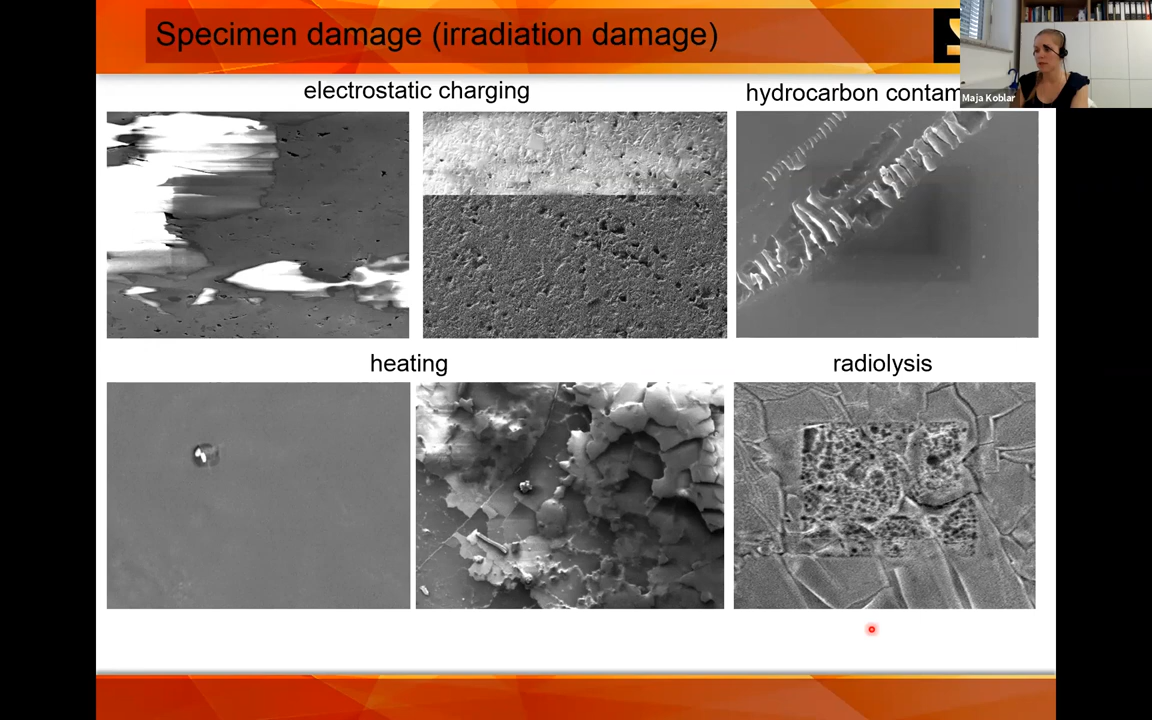 Specimen damage (irradiation damage)
Maja Koblar
electrostatic charging
hydrocarbon contam
heating
radiolysis